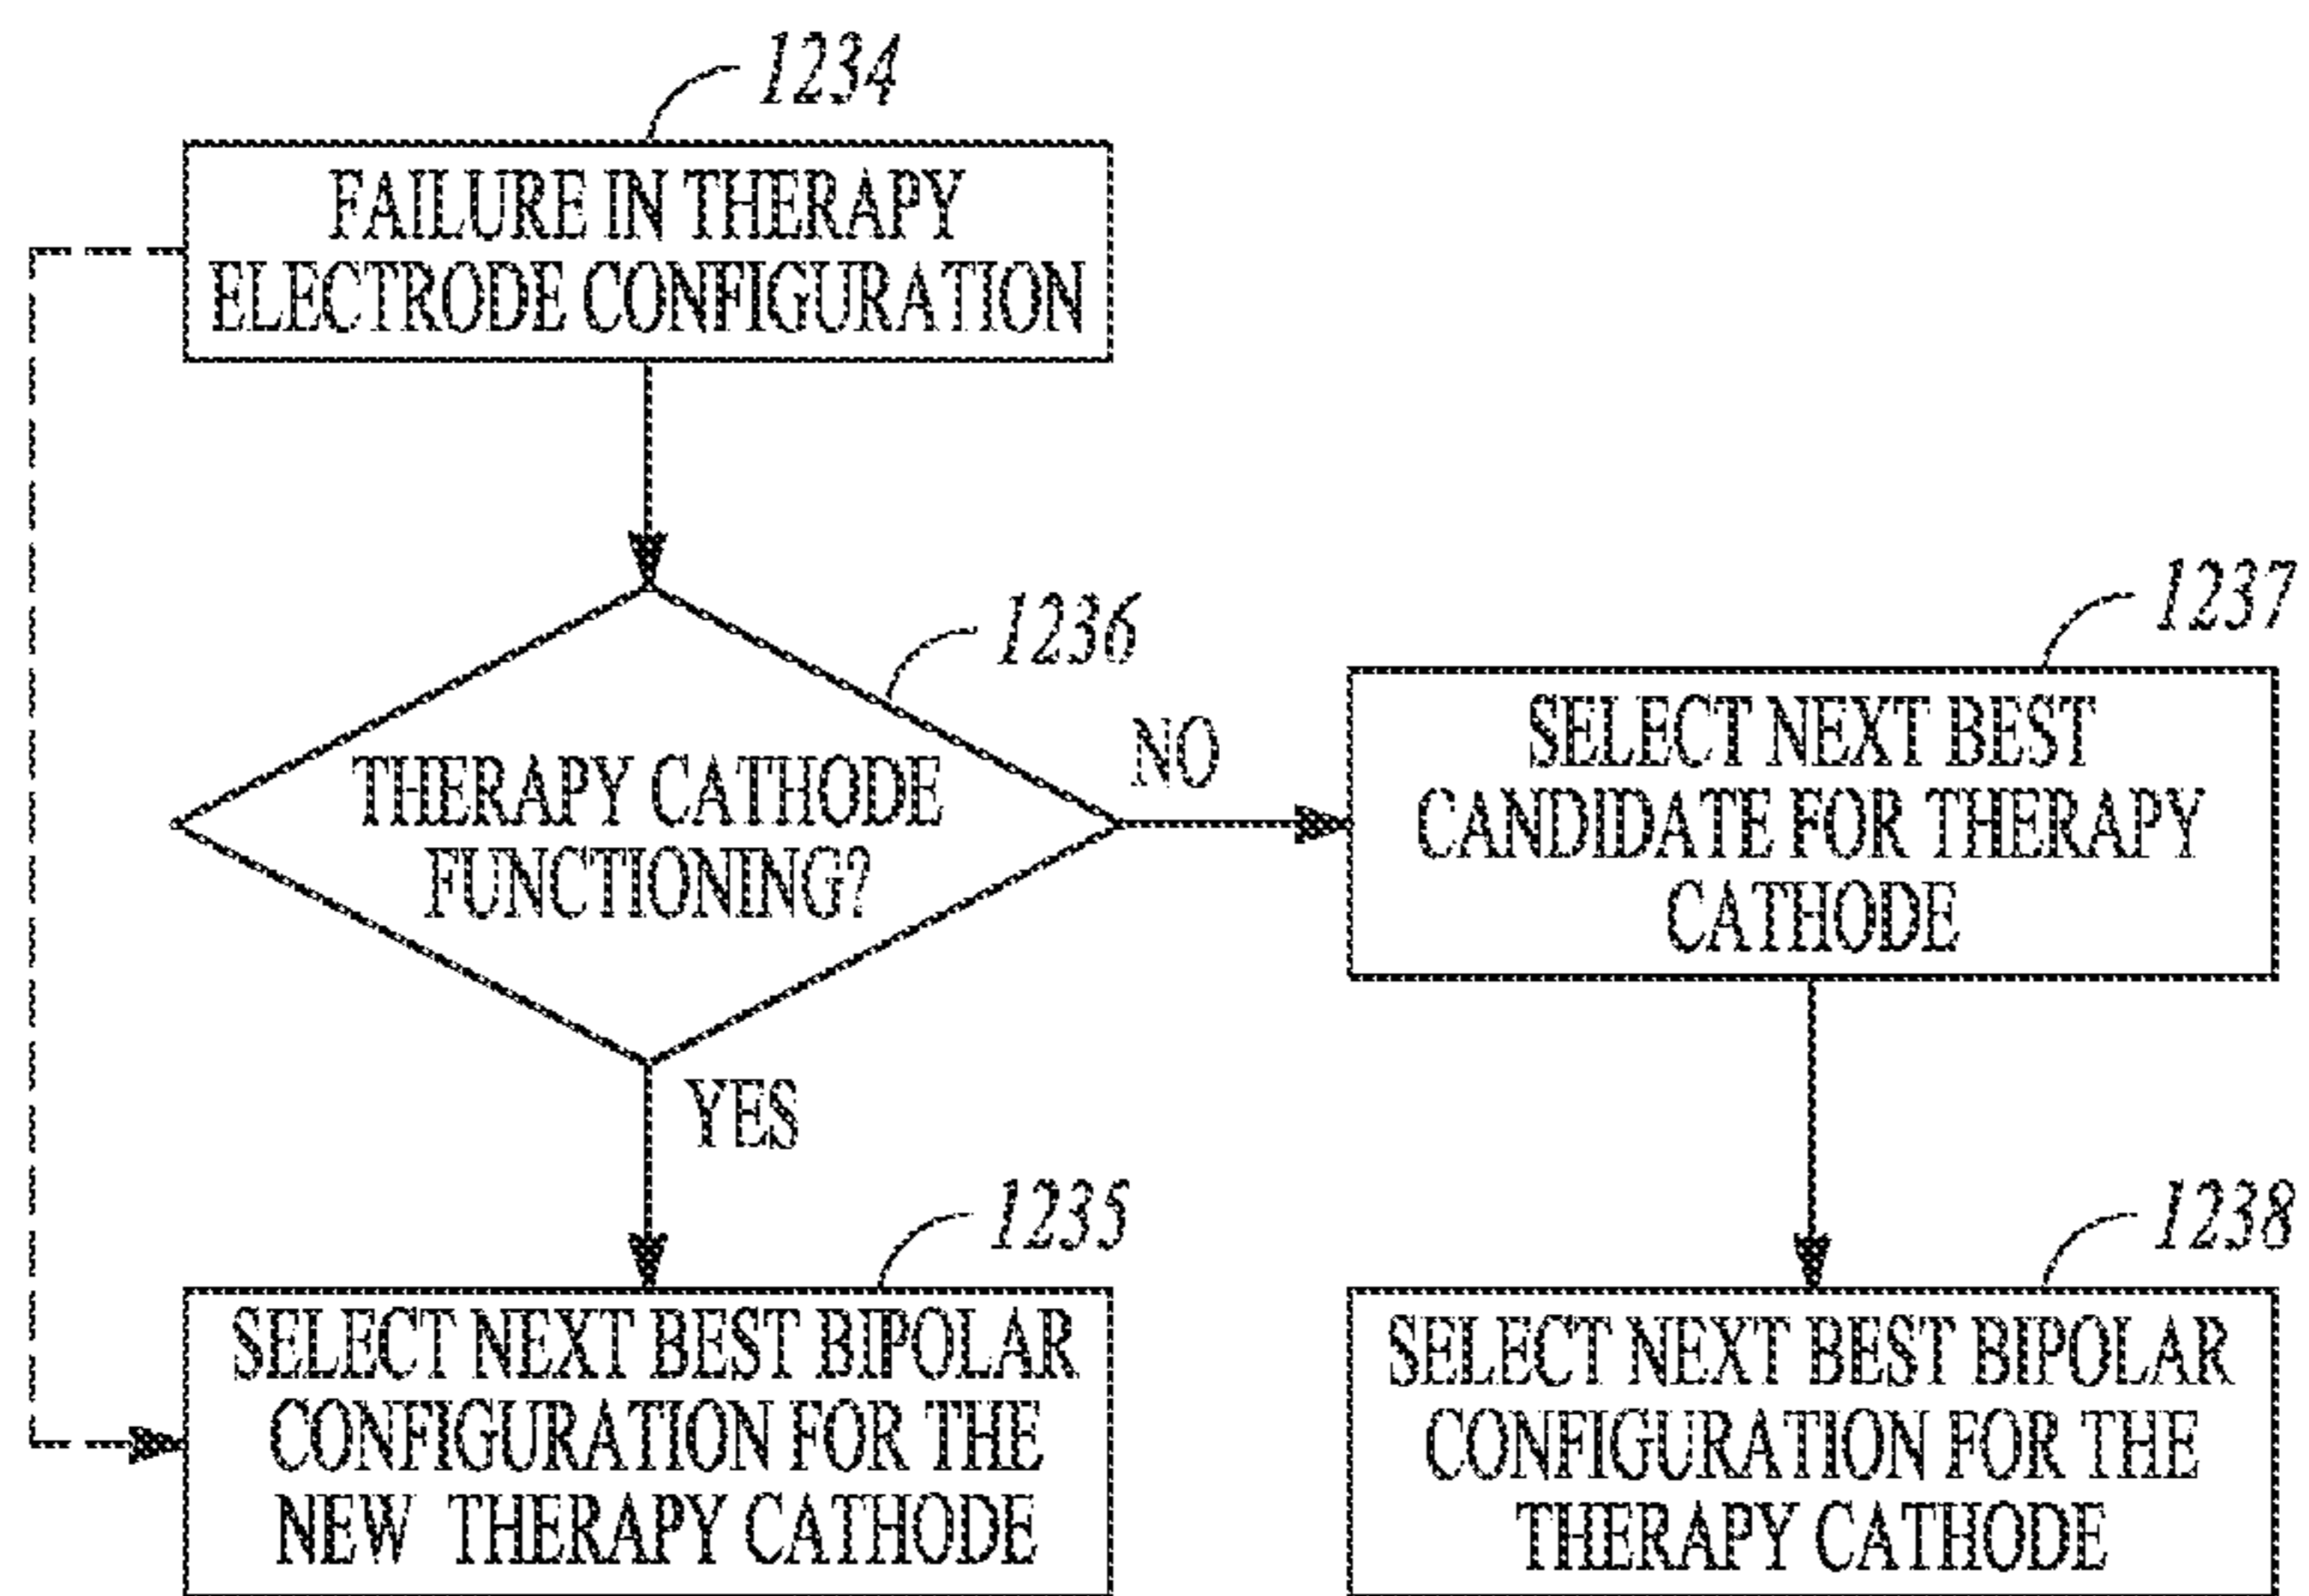 1234
FAILURE IN THERAPY
ELECTRODE CONFIGURATION
1236
THERAPY CATHODE
FUNCTIONING?
NO
1237
SELECT NEXT BEST
CANDIDATE FOR THERAPY
CATHODE
YES
1235
SELECT NEXT BEST BIPOLAR
CONFIGURATION FOR THE
NEW THERAPY CATHODE
1238
SELECT NEXT BEST BIPOLAR
CONFIGURATION FOR THE
THERAPY CATHODE